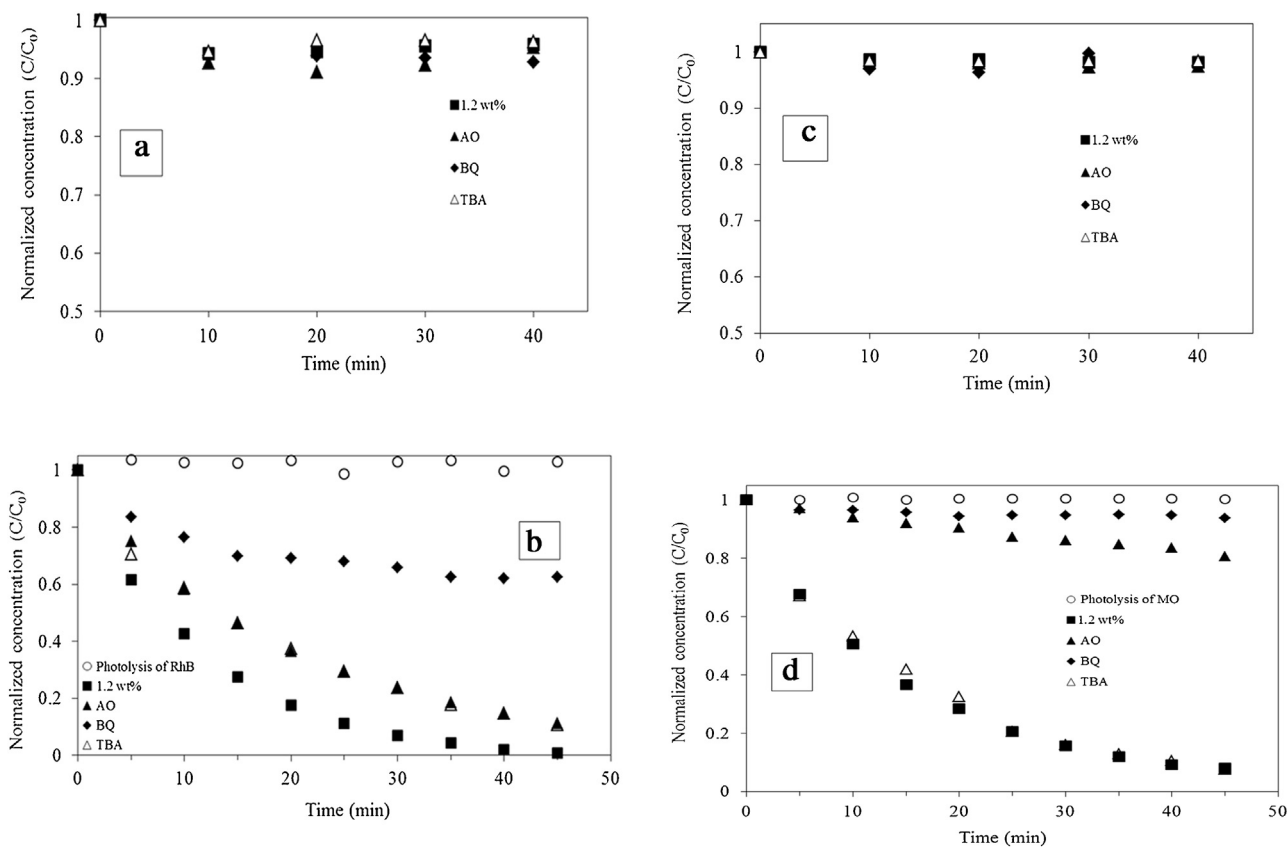 Normalized concentration (C/C₀)
1
0.9
0.8
0.7
0.6
0.5
0
10
20
30
40
Time (min)
a
1.2 wt%
AO
BQ
TBA
Normalized concentration (C/C₀)
1
0.9
0.8
0.7
0.6
0.5
0
10
20
30
40
Time (min)
c
1.2 wt%
AO
BQ
TBA
Normalized concentration (C/C₀)
1
0.8
0.6
0.4
0.2
0
0
10
20
30
40
50
Time (min)
b
Photolysis of RhB
1.2 wt%
AO
BQ
TBA
Normalized concentration (C/C₀)
1
0.8
0.6
0.4
0.2
0
0
10
20
30
40
50
Time (min)
d
Photolysis of MO
1.2 wt%
AO
BQ
TBA